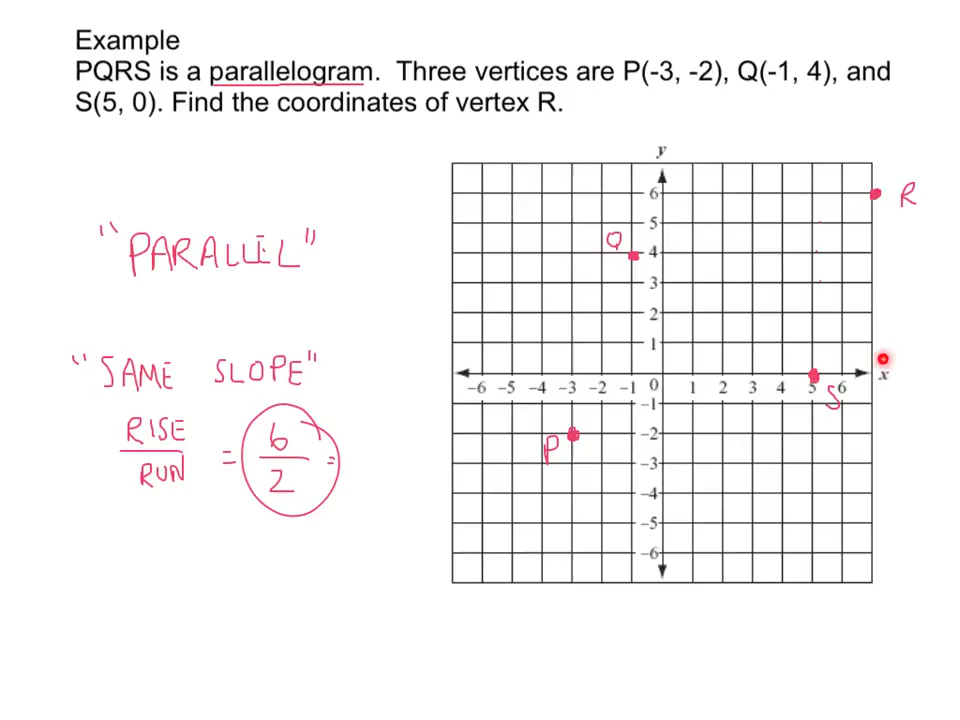 Example
PQRS is a parallelogram. Three vertices are P(-3, -2), Q(-1, 4), and
S(5, 0). Find the coordinates of vertex R.
y
6
R
5
Q
4
"PARALLEL"
3
2
1
"SAME SLOPE"
x
-6 -5 -4 -3 -2 -1 0 1 2 3 4 5 6
S
-1
RISE
RUN
=
6
2
=
P
-2
-3
-4
-5
-6